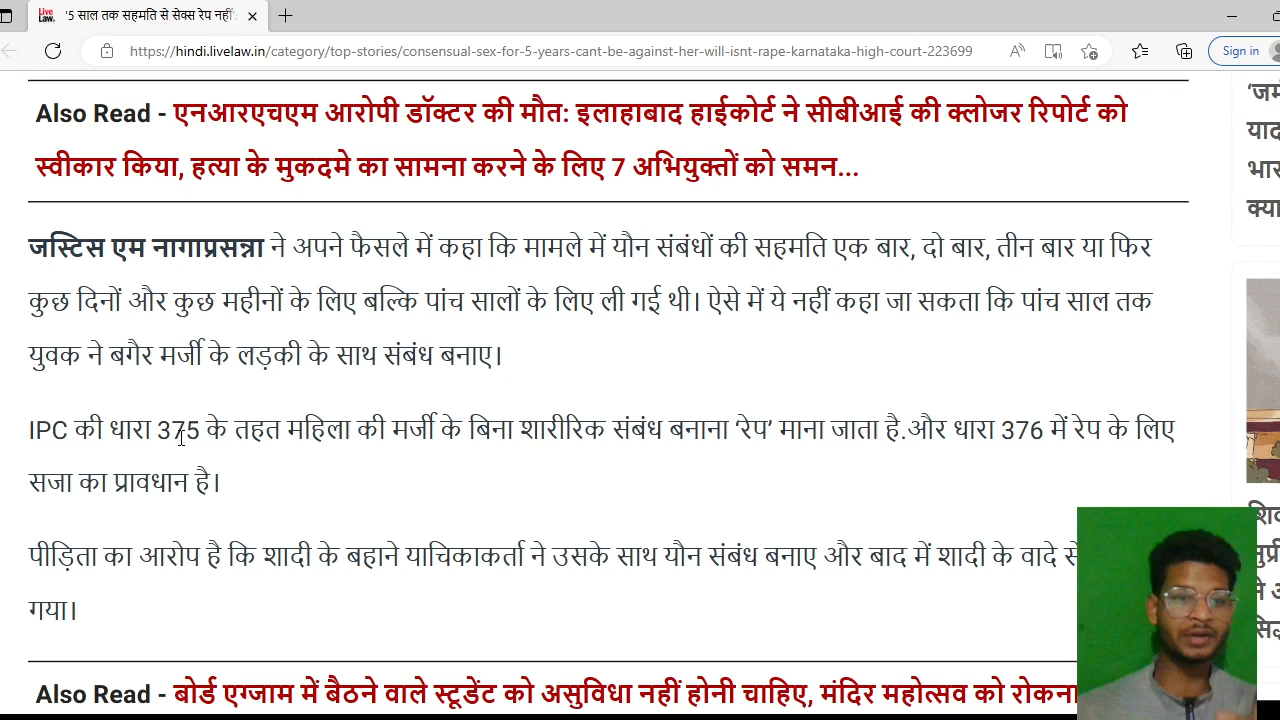 Live Law.
'5 साल तक सहमति से सेक्स रेप नहीं'
https://hindi.livelaw.in/category/top-stories/consensual-sex-for-5-years-cant-be-against-her-will-isnt-rape-karnataka-high-court-223699
Sign in
Also Read - एनआरएचएम आरोपी डॉक्टर की मौत: इलाहाबाद हाईकोर्ट ने सीबीआई की क्लोजर रिपोर्ट को
स्वीकार किया, हत्या के मुकदमे का सामना करने के लिए 7 अभियुक्तों को समन...
जस्टिस एम नागाप्रसन्ना ने अपने फैसले में कहा कि मामले में यौन संबंधों की सहमति एक बार, दो बार, तीन बार या फिर
कुछ दिनों और कुछ महीनों के लिए बल्कि पांच सालों के लिए ली गई थी। ऐसे में ये नहीं कहा जा सकता कि पांच साल तक
युवक ने बगैर मर्जी के लड़की के साथ संबंध बनाए।
IPC की धारा 375 के तहत महिला की मर्जी के बिना शारीरिक संबंध बनाना ‘रेप’ माना जाता है.और धारा 376 में रेप के लिए
सजा का प्रावधान है।
पीड़िता का आरोप है कि शादी के बहाने याचिकाकर्ता ने उसके साथ यौन संबंध बनाए और बाद में शादी के वादे से
गया।
Also Read - बोर्ड एग्जाम में बैठने वाले स्टूडेंट को असुविधा नहीं होनी चाहिए, मंदिर महोत्सव को रोकना
याद
क्या